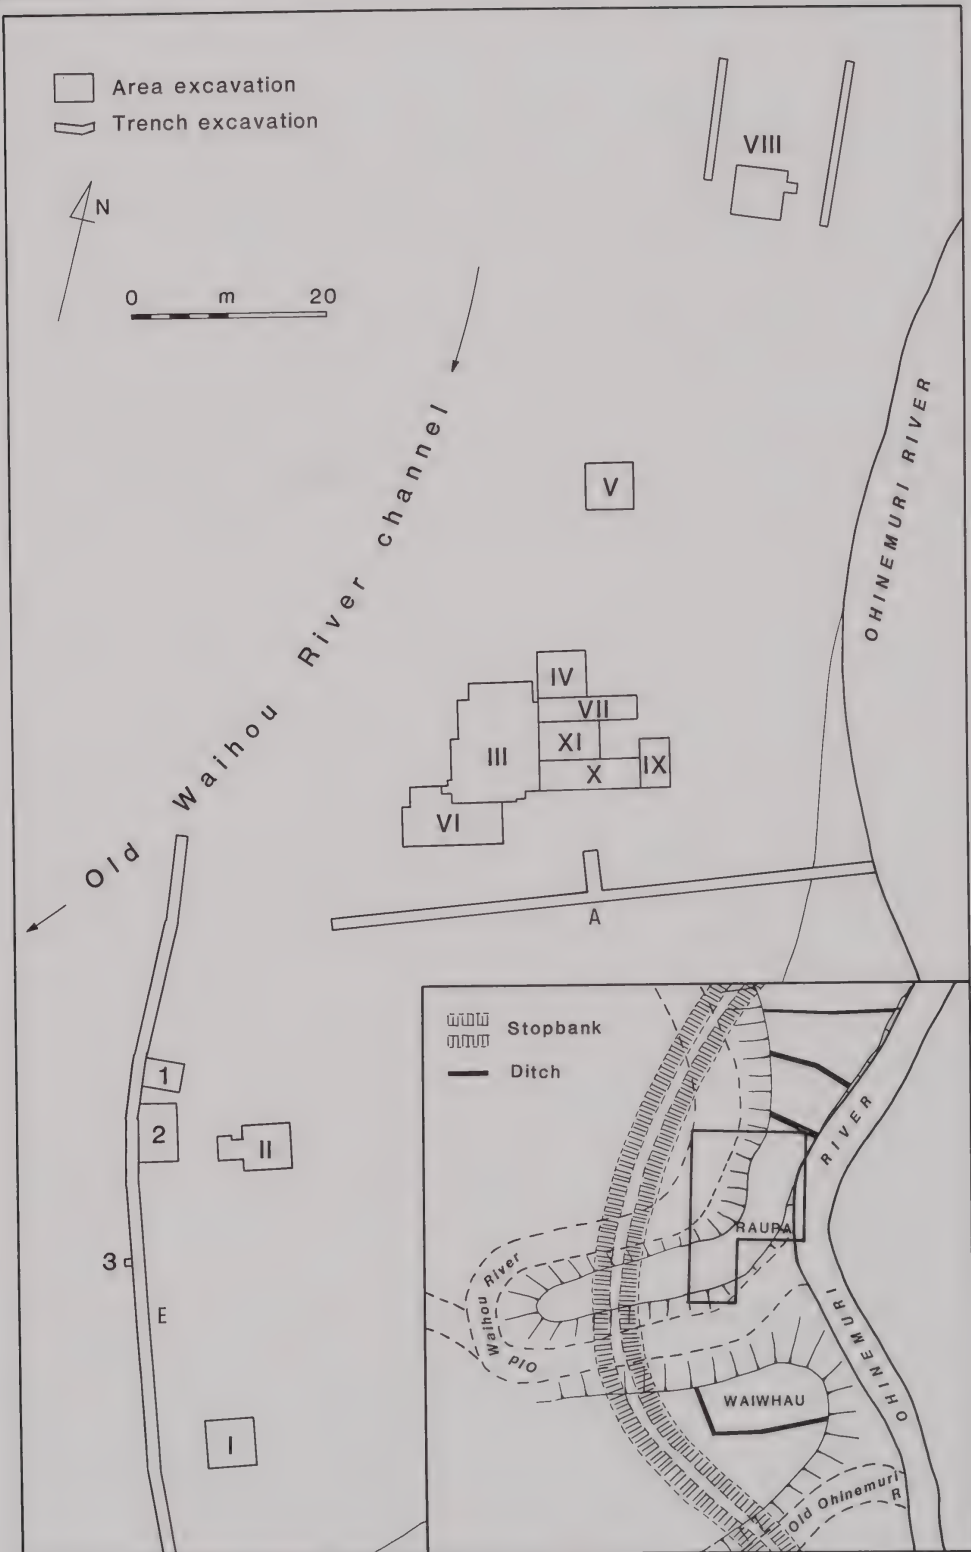 Area excavation
Trench excavation
VIII
N
0 m 20
Old Waihou River channel
OHINEMURI RIVER
V
IV
VII
III
XI
IX
X
VI
A
1
2
II
3
E
I
Stopbank
Ditch
RIVER
RAUPA
Old Waihou River
OHINEMURI
WAIWHAU
Old Ohinemuri
R